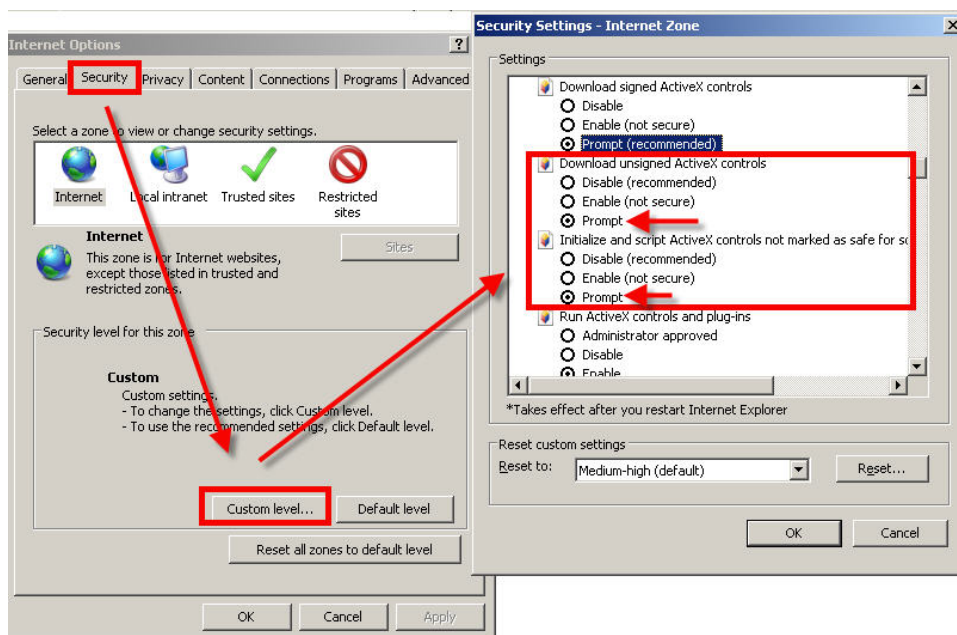 Internet Options
?
General
Security
Privacy
Content
Connections
Programs
Advanced
Select a zone to view or change security settings.
Internet
Local intranet
Trusted sites
Restricted
sites
Internet
This zone is for Internet websites,
except those listed in trusted and
restricted zones.
Sites
Security level for this zone
Custom
Custom settings.
- To change the settings, click Custom level.
- To use the recommended settings, click Default level.
Custom level...
Default level
Reset all zones to default level
OK
Cancel
Apply
Security Settings - Internet Zone
Settings
Download signed ActiveX controls
Disable
Enable (not secure)
Prompt (recommended)
Download unsigned ActiveX controls
Disable (recommended)
Enable (not secure)
Prompt
Initialize and script ActiveX controls not marked as safe for
Disable (recommended)
Enable (not secure)
Prompt
Run ActiveX controls and plug-ins
Administrator approved
Disable
Enable
*Takes effect after you restart Internet Explorer
Reset custom settings
Reset to:
Medium-high (default)
Reset...
OK
Cancel